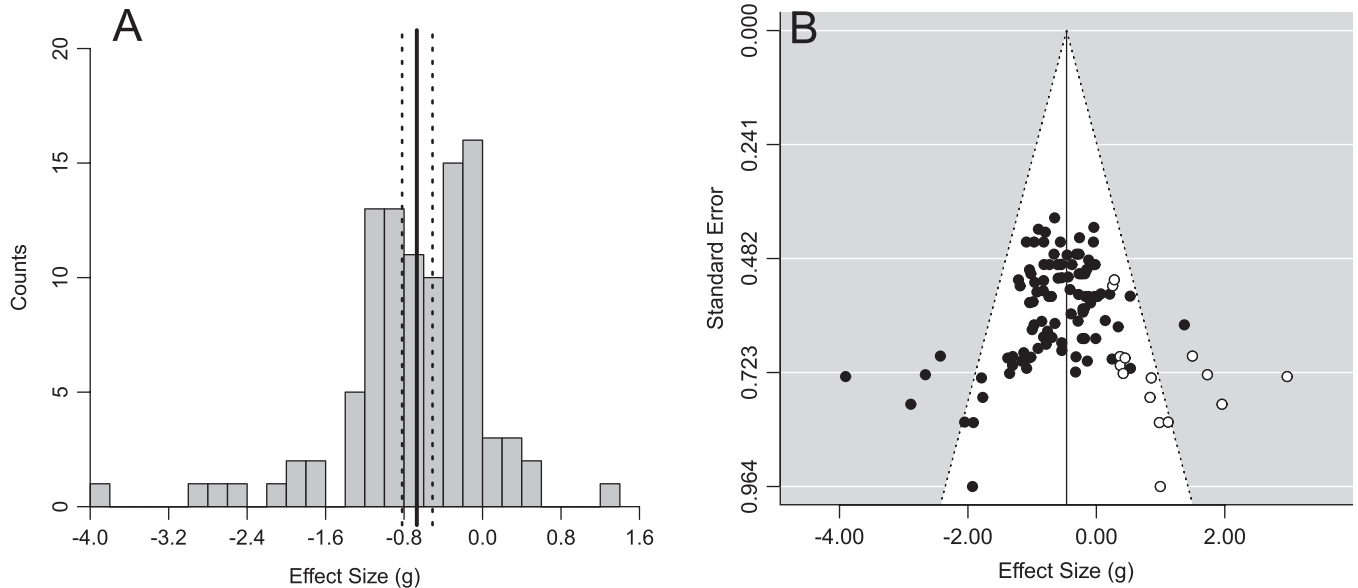 A
20
15
10
5
0
Counts
-4.0 -3.2 -2.4 -1.6 -0.8 0.0 0.8 1.6
Effect Size (g)
B
0.000
0.241
0.482
0.723
0.964
Standard Error
-4.00 -2.00 0.00 2.00
Effect Size (g)